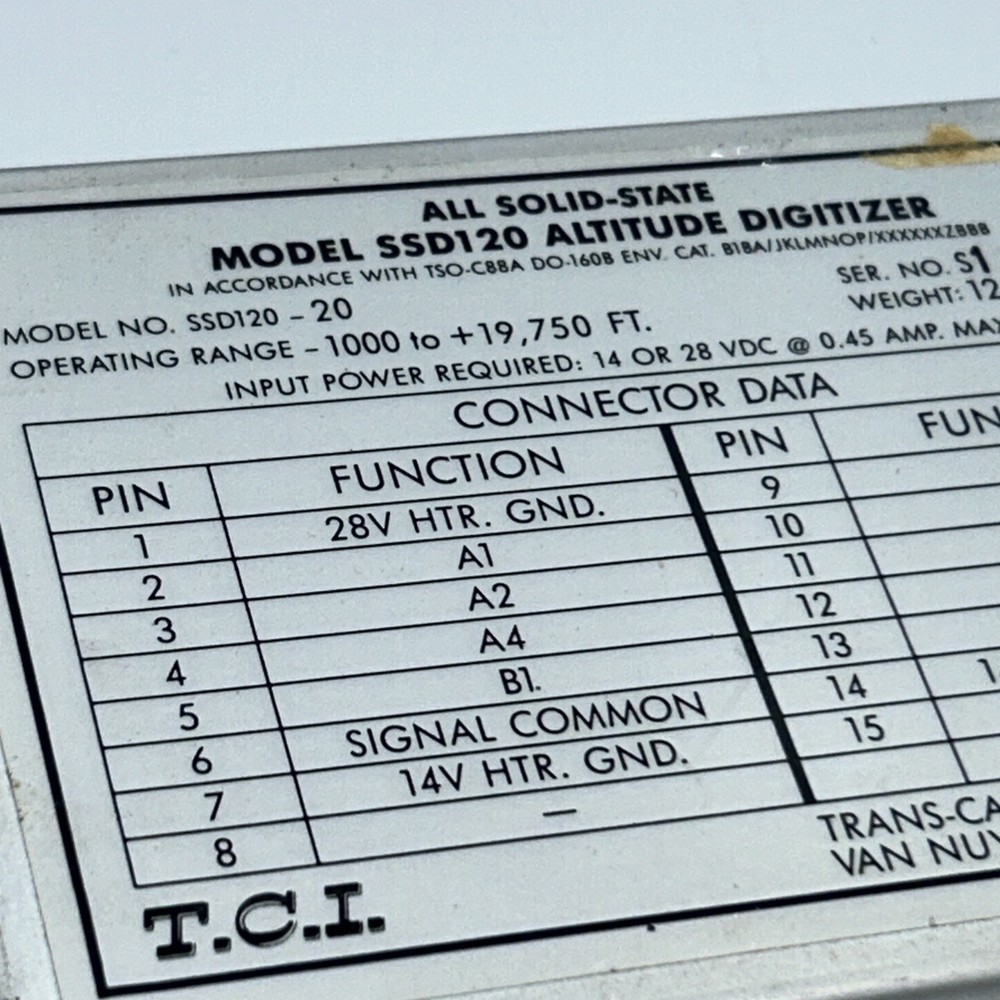 ALL SOLID-STATE
MODEL SSD120 ALTITUDE DIGITIZER
IN ACCORDANCE WITH TSO-C88A DO-160B ENV. CAT. B1BA/JKLMNOP/XXXXXXZBBB
MODEL NO. SSD120 - 20 SER. NO. S1
OPERATING RANGE - 1000 to +19,750 FT. WEIGHT: 12
INPUT POWER REQUIRED: 14 OR 28 VDC @ 0.45 AMP. MAX
CONNECTOR DATA
PIN FUNCTION PIN FUN
1 28V HTR. GND. 9
2 A1 10
3 A2 11
4 A4 12
5 B1. 13
6 SIGNAL COMMON 14 1
7 14V HTR. GND. 15
8 —
T.C.I. TRANS-CA
VAN NUY